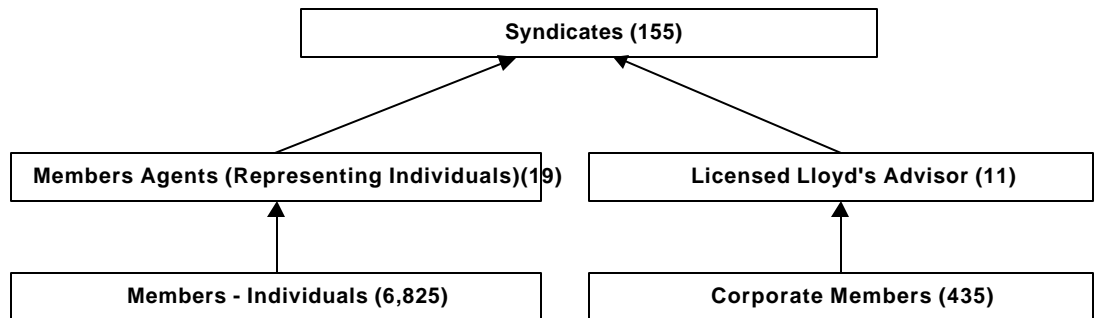 Syndicates (155)
Members Agents (Representing Individuals)(19)
Licensed Lloyd's Advisor (11)
Members - Individuals (6,825)
Corporate Members (435)